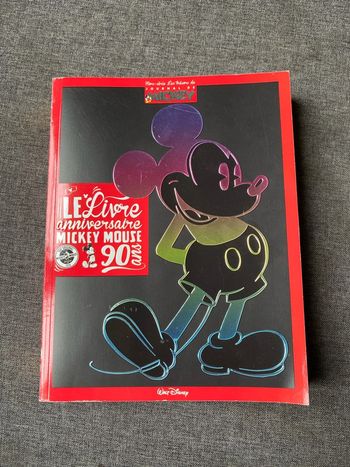 Hors-série Les trésors du
JOURNAL DE
MICKEY
LE Livre
anniversaire
MICKEY MOUSE
90 ans
WALT DISNEY